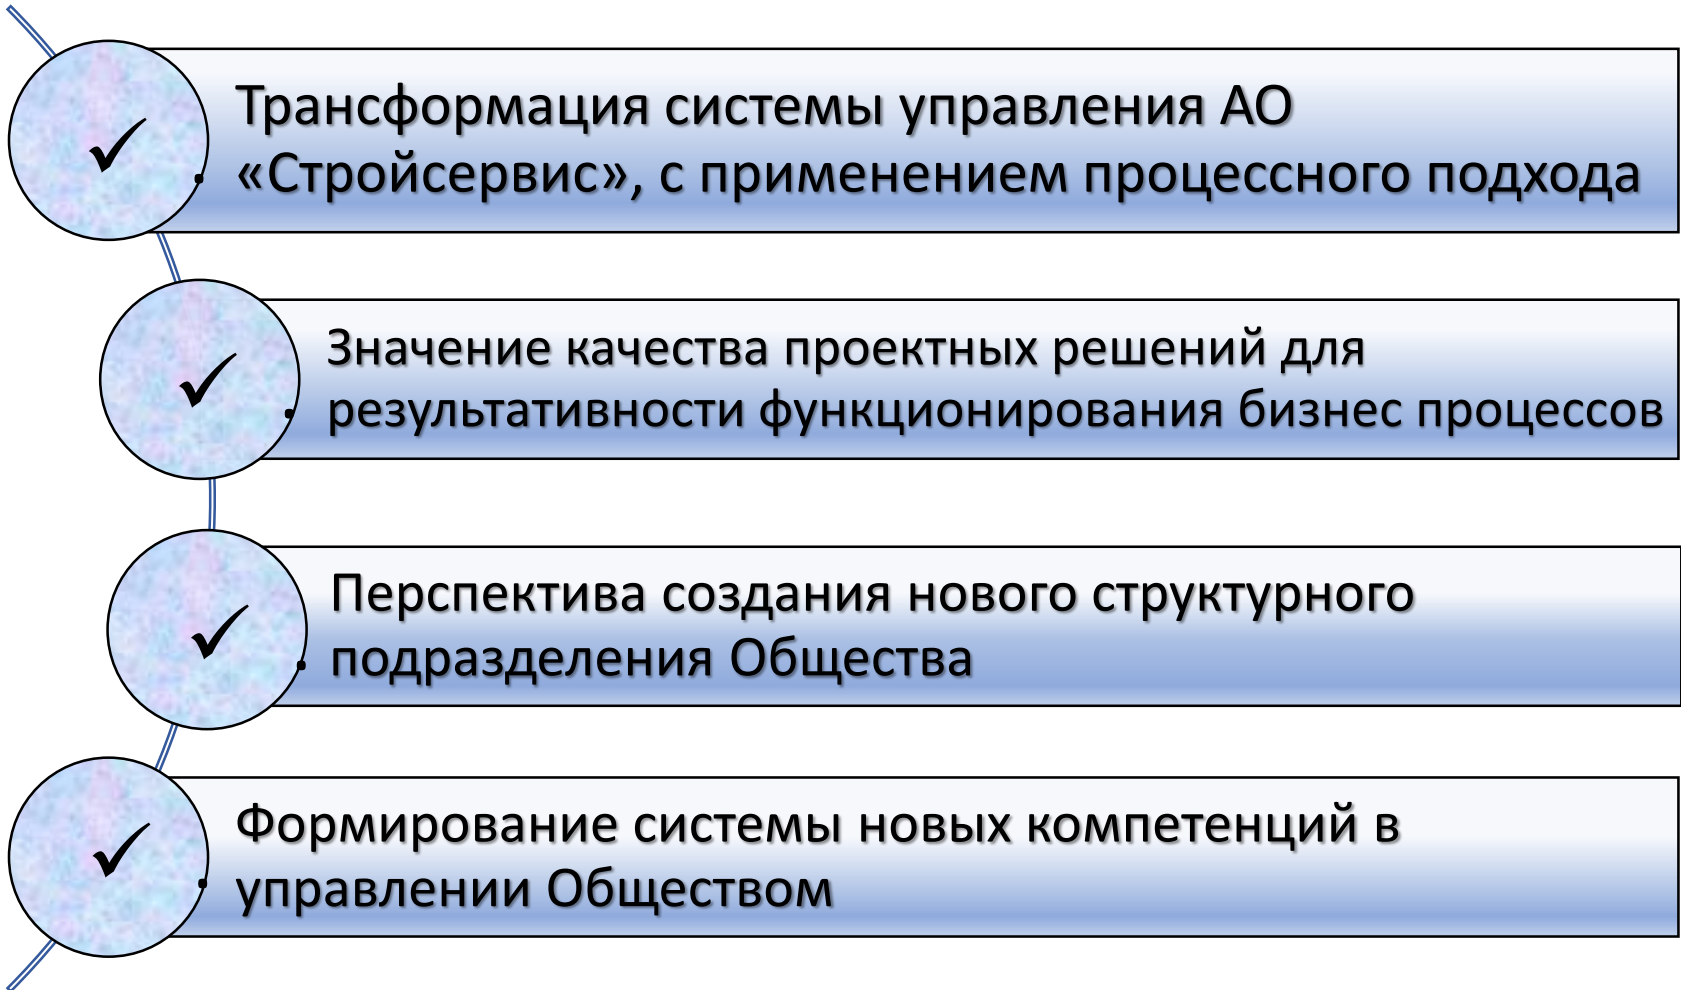 ✓.
Трансформация системы управления АО
«Стройсервис», с применением процессного подхода
✓.
Значение качества проектных решений для
результативности функционирования бизнес процессов
✓.
Перспектива создания нового структурного
подразделения Общества
✓.
Формирование системы новых компетенций в
управлении Обществом